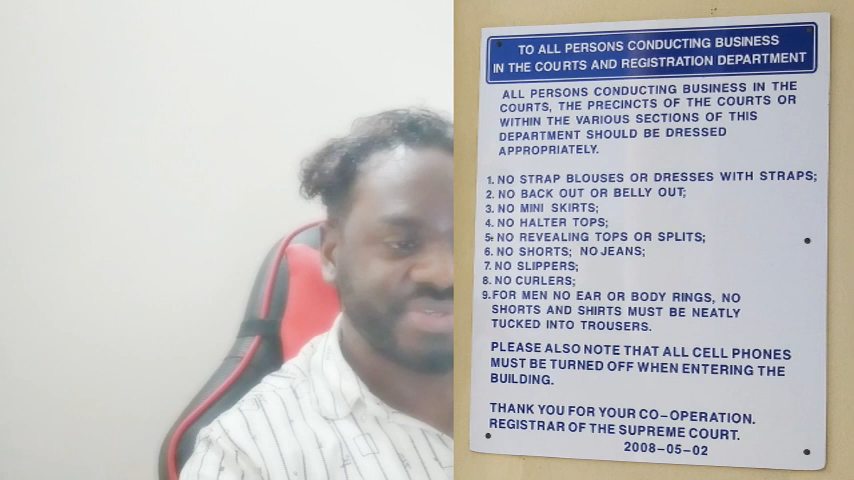 TO ALL PERSONS CONDUCTING BUSINESS
IN THE COURTS AND REGISTRATION DEPARTMENT
ALL PERSONS CONDUCTING BUSINESS IN THE
COURTS, THE PRECINCTS OF THE COURTS OR
WITHIN THE VARIOUS SECTIONS OF THIS
DEPARTMENT SHOULD BE DRESSED
APPROPRIATELY.
1. NO STRAP BLOUSES OR DRESSES WITH STRAPS;
2. NO BACK OUT OR BELLY OUT;
3. NO MINI SKIRTS;
4. NO HALTER TOPS;
5. NO REVEALING TOPS OR SPLITS;
6. NO SHORTS; NO JEANS;
7. NO SLIPPERS;
8. NO CURLERS;
9. FOR MEN NO EAR OR BODY RINGS, NO
SHORTS AND SHIRTS MUST BE NEATLY
TUCKED INTO TROUSERS.
PLEASE ALSO NOTE THAT ALL CELL PHONES
MUST BE TURNED OFF WHEN ENTERING THE
BUILDING.
THANK YOU FOR YOUR CO-OPERATION.
REGISTRAR OF THE SUPREME COURT.
2008-05-02